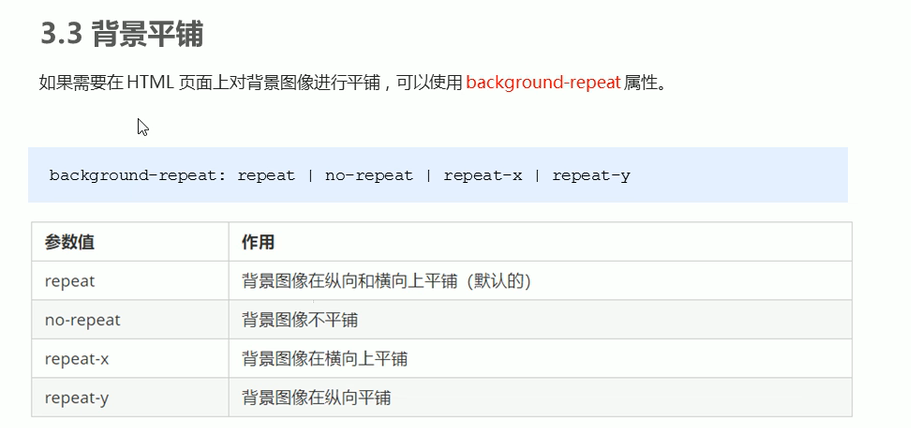 3.3 背景平铺
如果需要在 HTML 页面上对背景图像进行平铺，可以使用 background-repeat 属性。
background-repeat: repeat | no-repeat | repeat-x | repeat-y
参数值 作用
repeat 背景图像在纵向和横向上平铺（默认的）
no-repeat 背景图像不平铺
repeat-x 背景图像在横向上平铺
repeat-y 背景图像在纵向平铺